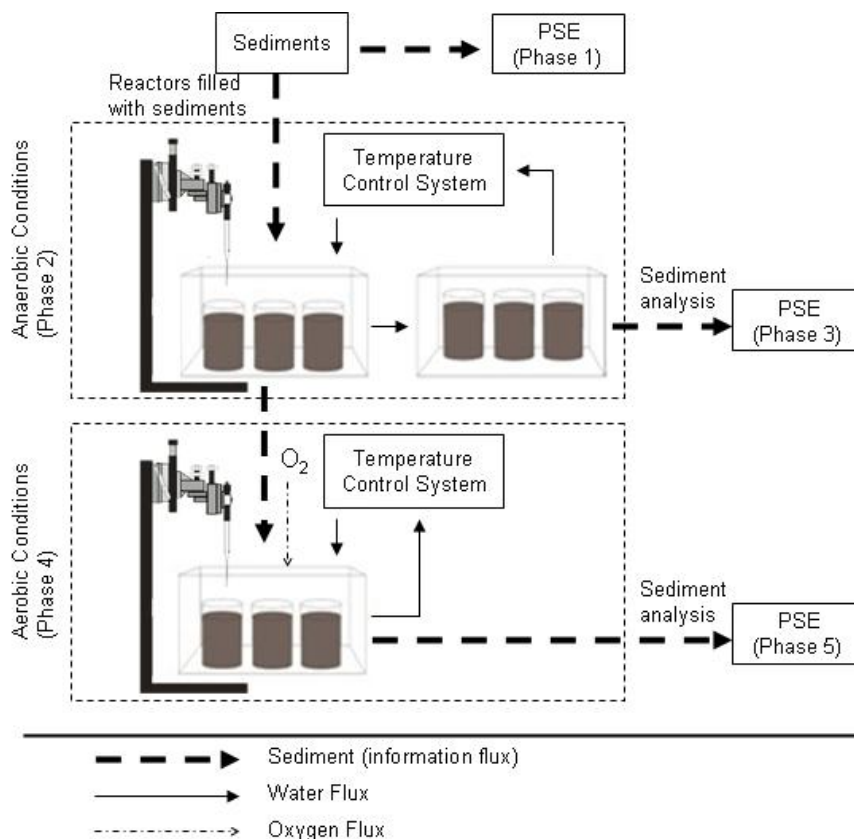 Sediments
PSE
(Phase 1)
Reactors filled
with sediments
Anaerobic Conditions
(Phase 2)
Temperature
Control System
Sediment
analysis
PSE
(Phase 3)
Aerobic Conditions
(Phase 4)
O₂
Temperature
Control System
Sediment
analysis
PSE
(Phase 5)
Sediment (information flux)
Water Flux
Oxygen Flux